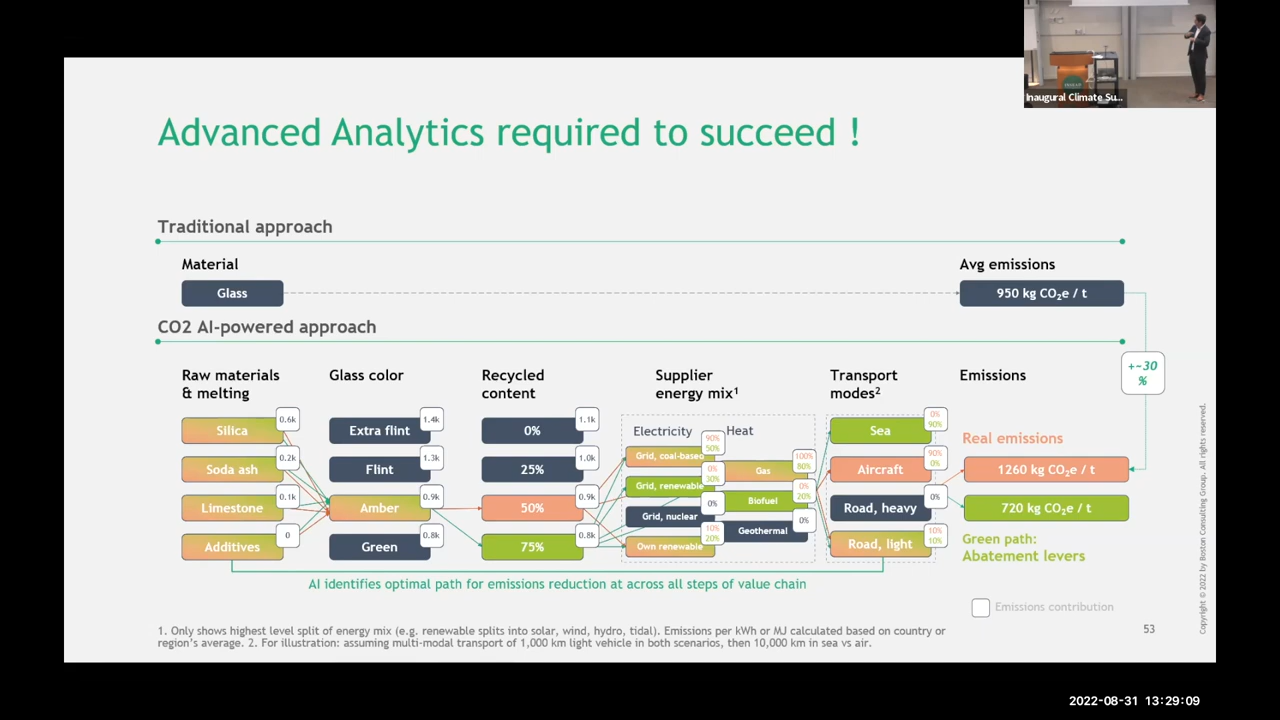 Inaugural Climate Su...
Advanced Analytics required to succeed !
Traditional approach
Material
Avg emissions
Glass
950 kg CO₂e / t
CO2 AI-powered approach
+~30
%
Raw materials
& melting
Glass color
Recycled
content
Supplier
energy mix¹
Transport
modes²
Emissions
Silica
0.6k
Soda ash
0.2k
Limestone
0.1k
Additives
0
Extra flint
1.4k
Flint
1.3k
Amber
0.9k
Green
0.8k
0%
1.1k
25%
1.0k
50%
0.9k
75%
0.8k
Electricity
Grid, coal-based
90%
50%
Grid, renewable
0%
30%
Grid, nuclear
0%
Own renewable
10%
20%
Heat
Gas
100%
80%
Biofuel
0%
20%
Geothermal
0%
Sea
0%
90%
Aircraft
90%
0%
Road, heavy
0%
Road, light
10%
10%
Real emissions
1260 kg CO₂e / t
720 kg CO₂e / t
Green path:
Abatement levers
AI identifies optimal path for emissions reduction at across all steps of value chain
Emissions contribution
1. Only shows highest level split of energy mix (e.g. renewable splits into solar, wind, hydro, tidal). Emissions per kWh or MJ calculated based on country or
region's average. 2. For illustration: assuming multi-modal transport of 1,000 km light vehicle in both scenarios, then 10,000 km in sea vs air.
53
Copyright © 2022 by Boston Consulting Group. All rights reserved.
2022-08-31 13:29:09